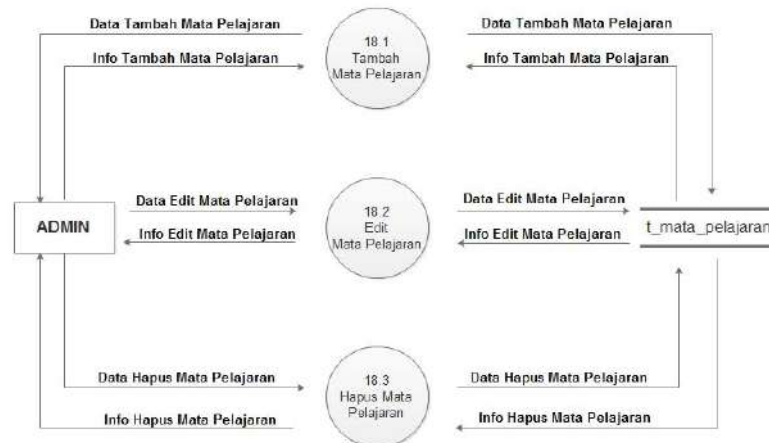 Data Tambah Mata Pelajaran
Info Tambah Mata Pelajaran
18.1
Tambah
Mata Pelajaran
Data Tambah Mata Pelajaran
Info Tambah Mata Pelajaran
ADMIN
Data Edit Mata Pelajaran
Info Edit Mata Pelajaran
18.2
Edit
Mata Pelajaran
Data Edit Mata Pelajaran
Info Edit Mata Pelajaran
t_mata_pelajaran
Data Hapus Mata Pelajaran
Info Hapus Mata Pelajaran
18.3
Hapus Mata
Pelajaran
Data Hapus Mata Pelajaran
Info Hapus Mata Pelajaran